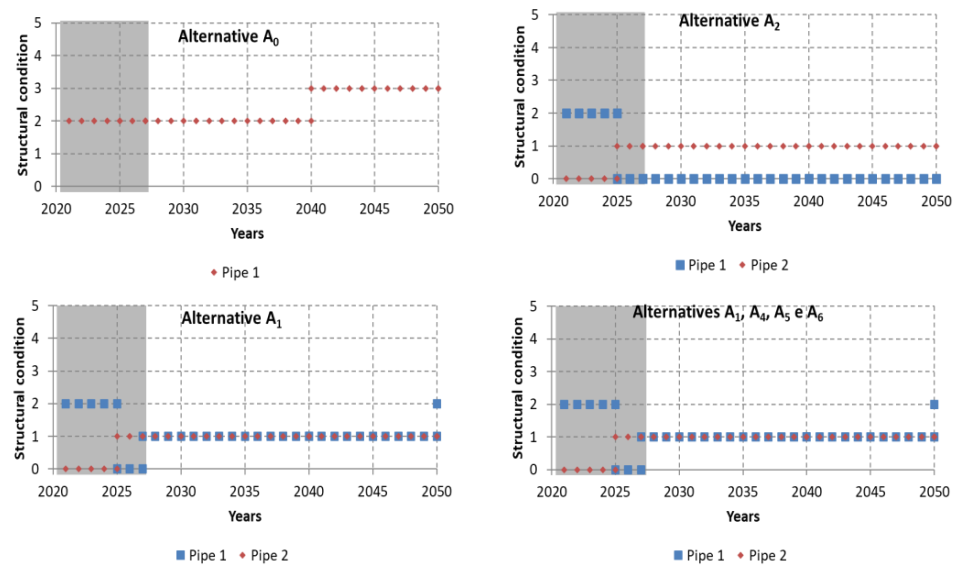 Alternative A₀
Structural condition
5
4
3
2
1
0
2020 2025 2030 2035 2040 2045 2050
Years
Pipe 1
Alternative A₂
Structural condition
5
4
3
2
1
0
2020 2025 2030 2035 2040 2045 2050
Years
Pipe 1 Pipe 2
Alternative A₁
Structural condition
5
4
3
2
1
0
2020 2025 2030 2035 2040 2045 2050
Years
Pipe 1 Pipe 2
Alternatives A₁, A₄, A₅ e A₆
Structural condition
5
4
3
2
1
0
2020 2025 2030 2035 2040 2045 2050
Years
Pipe 1 Pipe 2